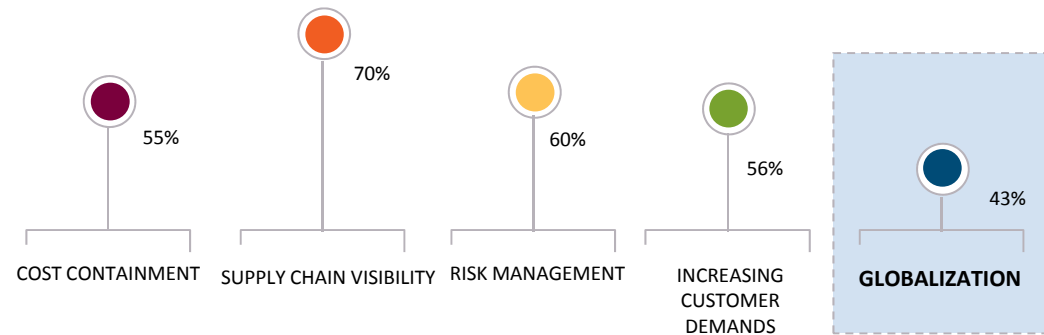 70%
55%
60%
56%
43%
COST CONTAINMENT
SUPPLY CHAIN VISIBILITY
RISK MANAGEMENT
INCREASING
CUSTOMER
DEMANDS
GLOBALIZATION